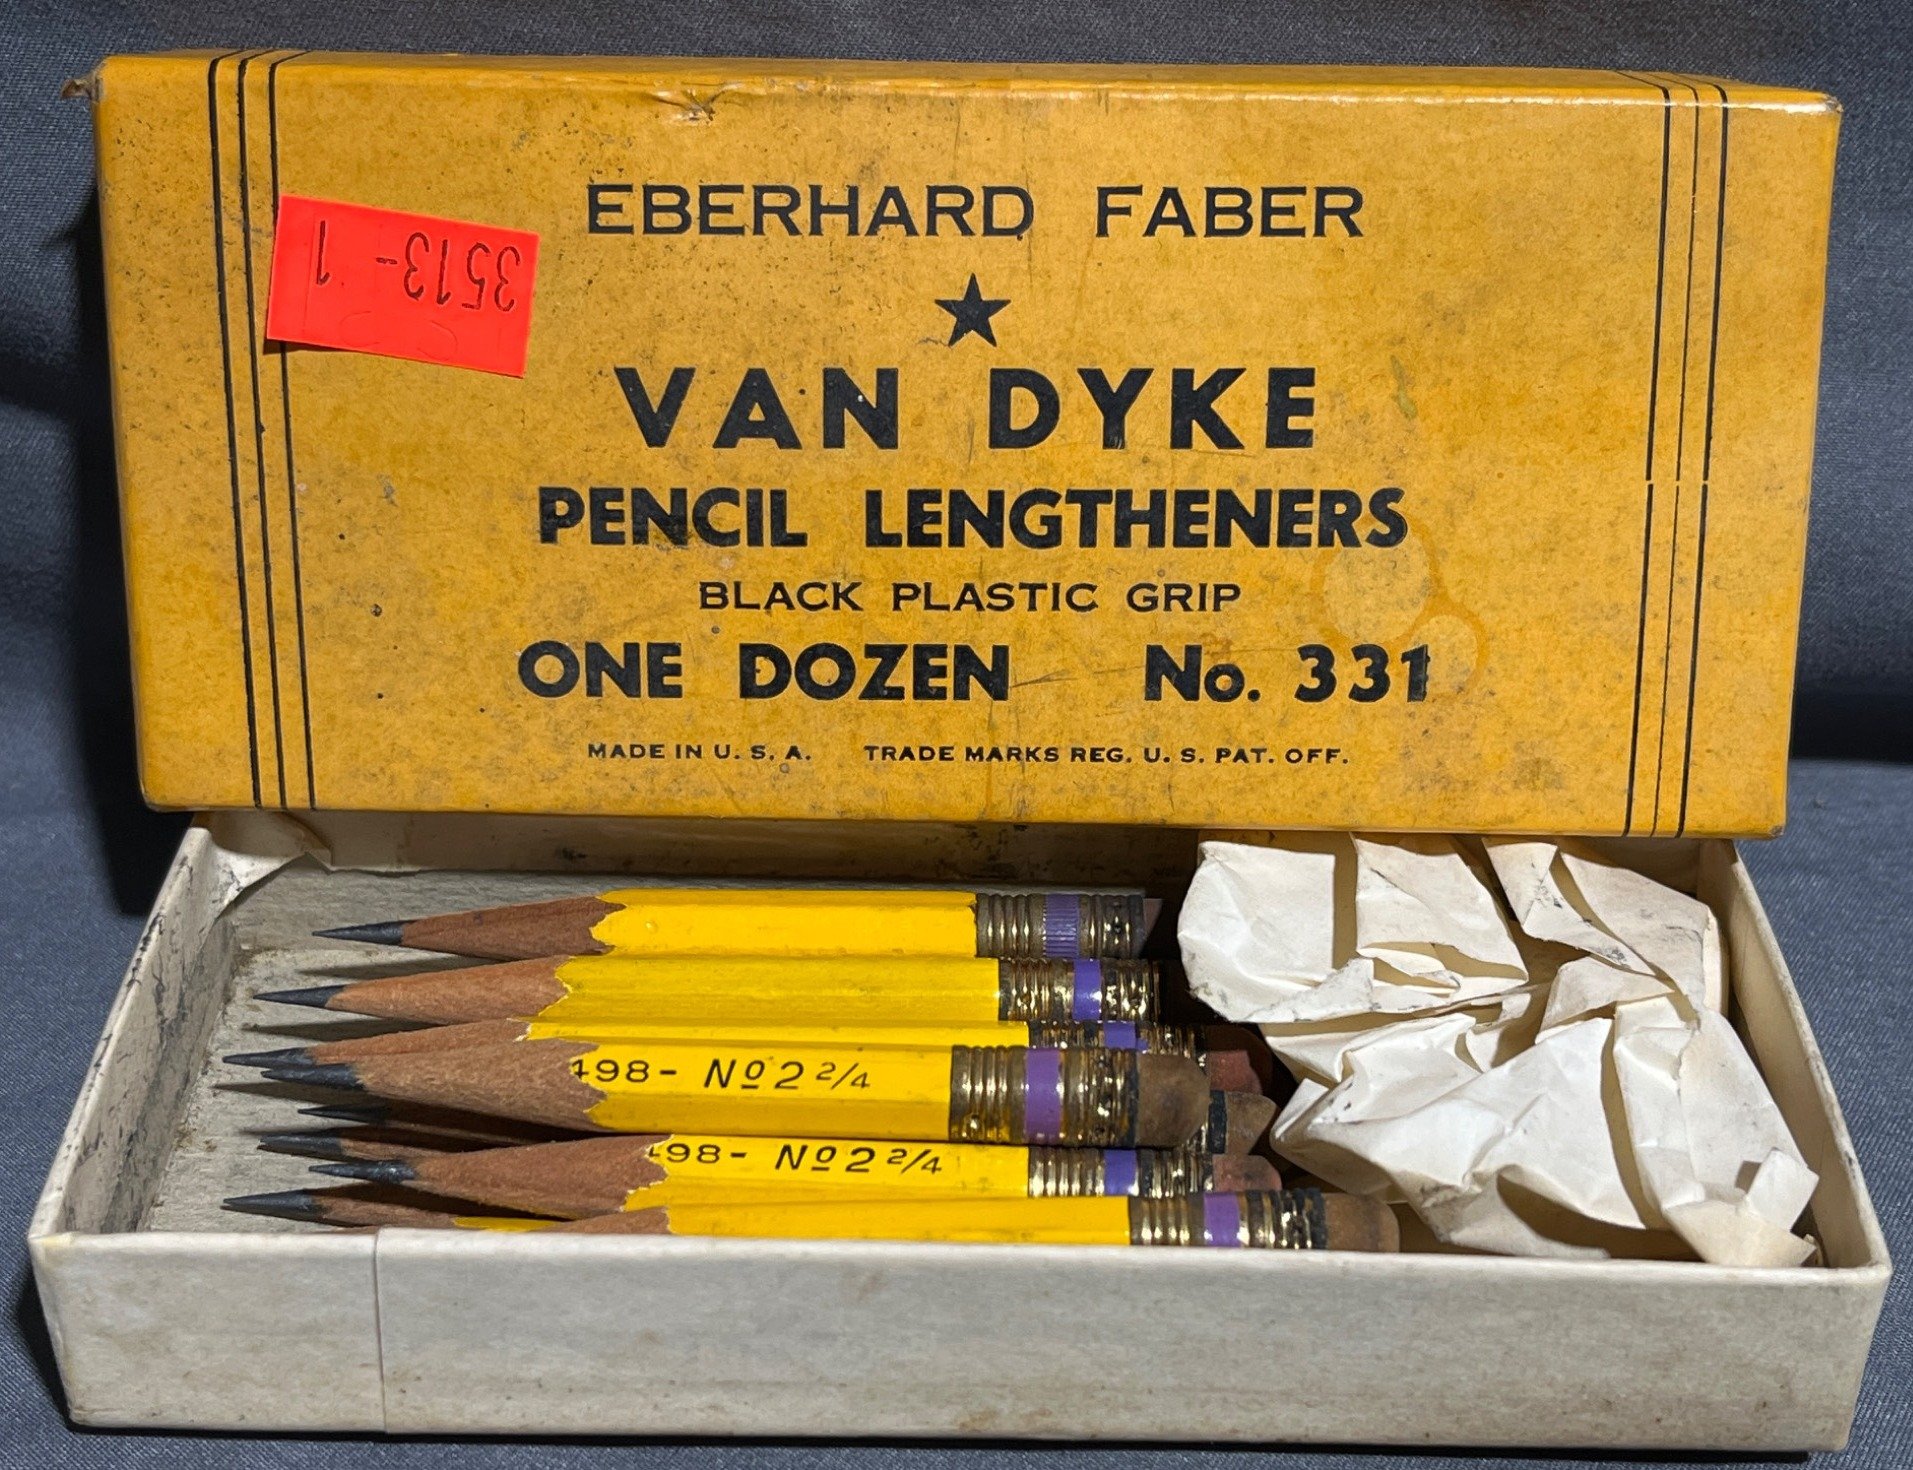 EBERHARD FABER
3513-1
VAN DYKE
PENCIL LENGTHENERS
BLACK PLASTIC GRIP
ONE DOZEN No. 331
MADE IN U. S. A. TRADE MARKS REG. U. S. PAT. OFF.
498- Nº 2 2/4
498- Nº 2 2/4